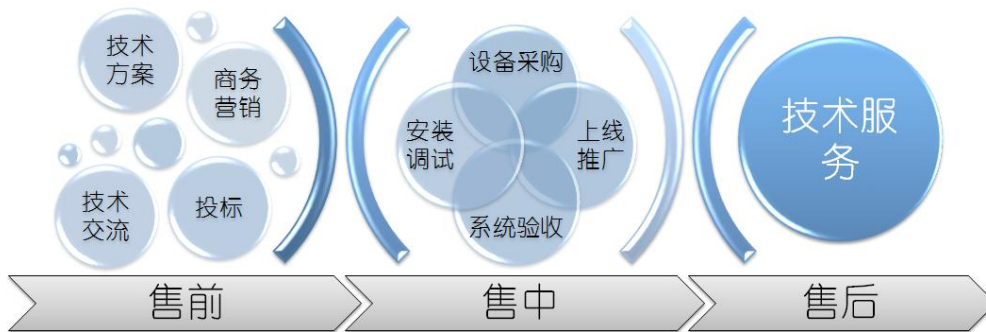 技术
方案
商务
营销
技术
交流
投标
设备采购
安装
调试
上线
推广
系统验收
技术服
务
售前
售中
售后